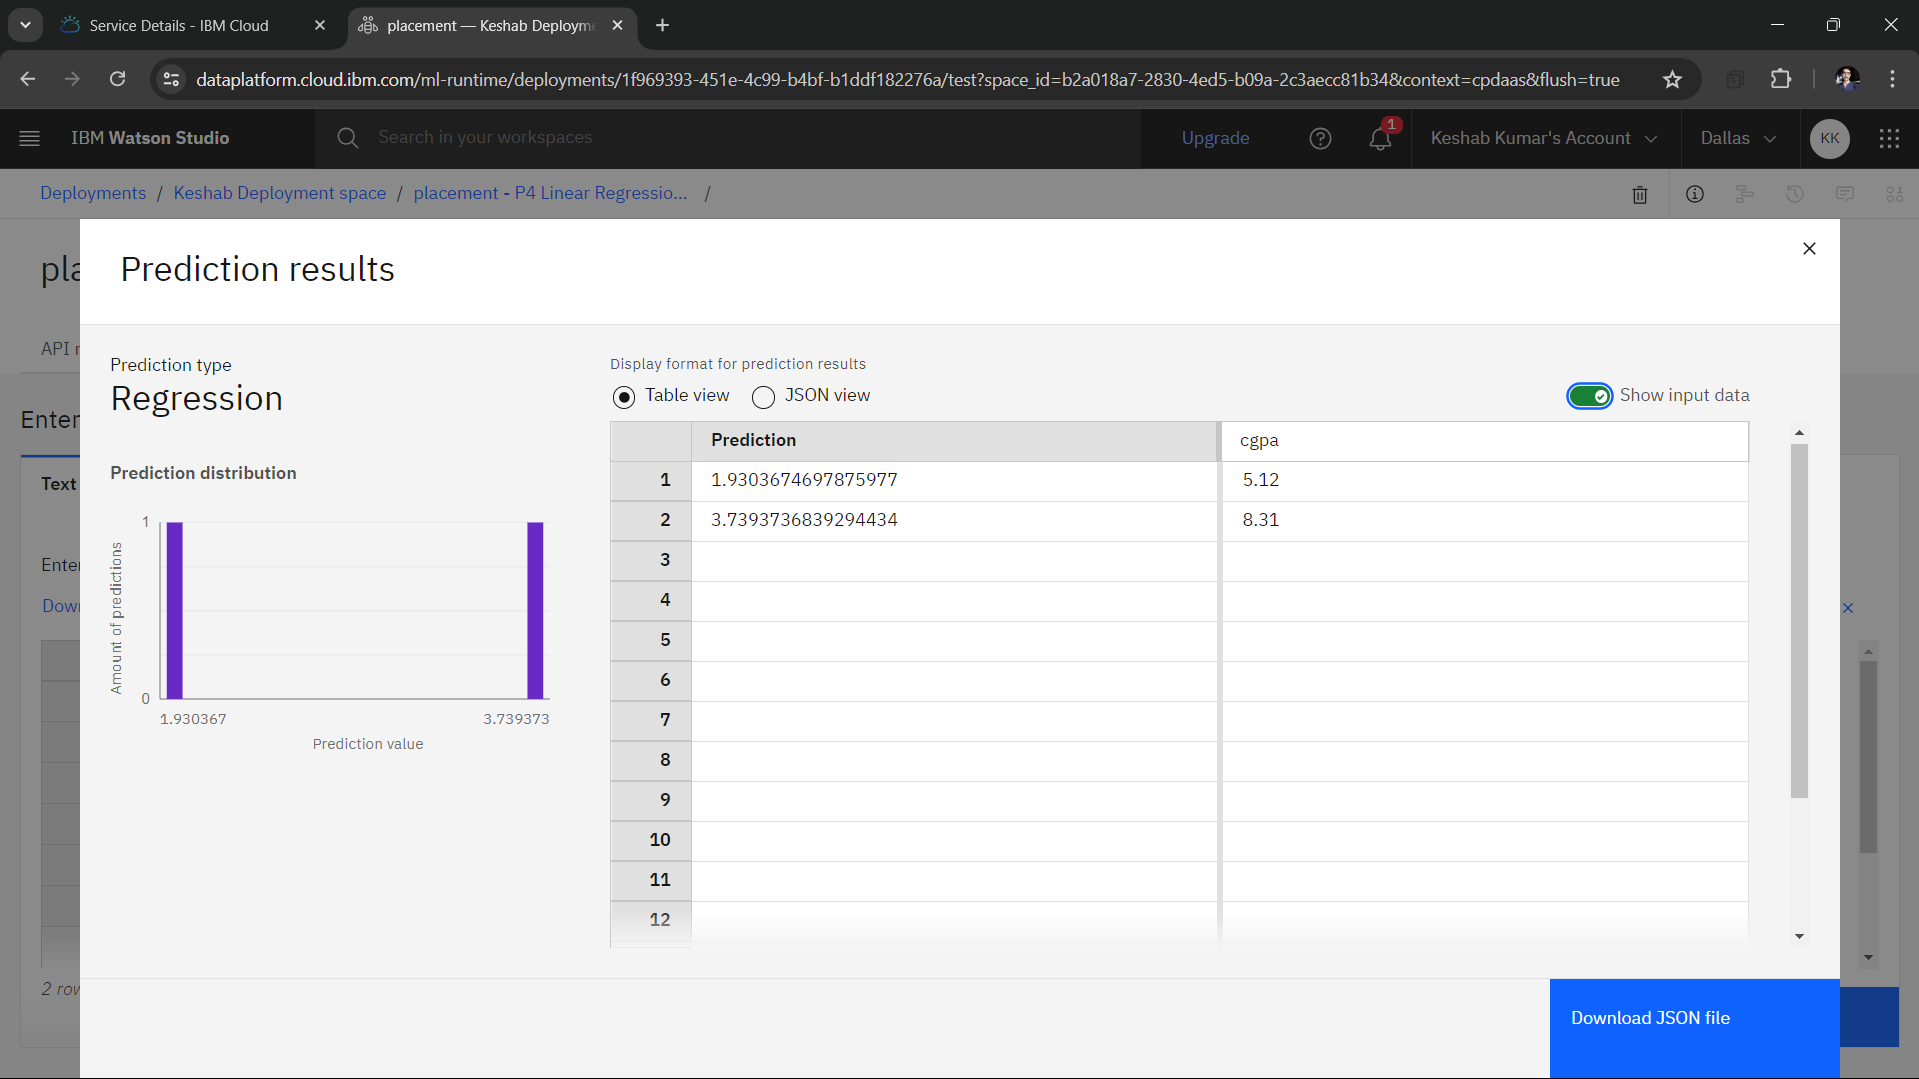 Service Details - IBM Cloud
placement — Keshab Deploym
dataplatform.cloud.ibm.com/ml-runtime/deployments/1f969393-451e-4c99-b4bf-b1ddf182276a/test?space_id=b2a018a7-2830-4ed5-b09a-2c3aecc81b34&context=cpdaas&flush=true
IBM Watson Studio
Search in your workspaces
Upgrade
1
Keshab Kumar's Account
Dallas
KK
Deployments / Keshab Deployment space / placement - P4 Linear Regressio... /
pla
Prediction results
API r
Prediction type
Regression
Display format for prediction results
Table view
JSON view
Show input data
Enter
Text
Enter
Down
2 row
Prediction distribution
1
0
Amount of predictions
1.930367
3.739373
Prediction value
Prediction cgpa
1 1.9303674697875977 5.12
2 3.7393736839294434 8.31
3
4
5
6
7
8
9
10
11
12
Download JSON file